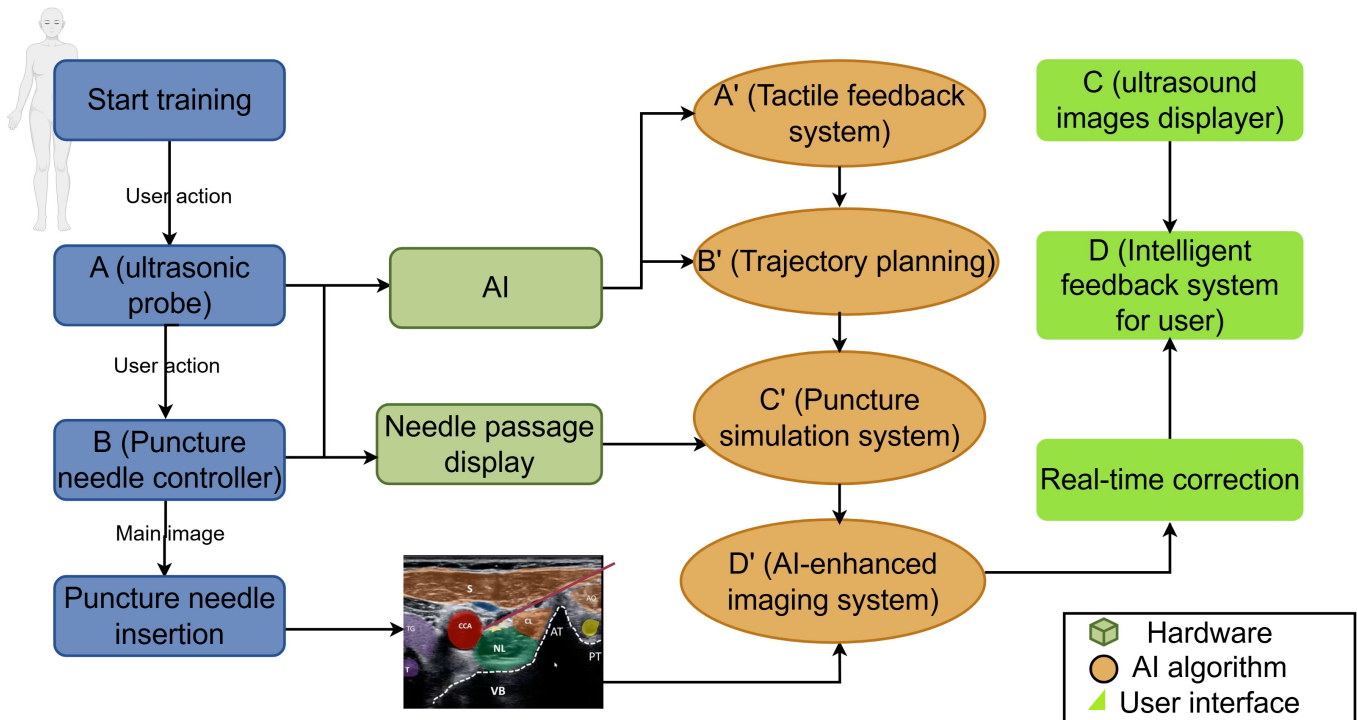 Start training
User action
A (ultrasonic
probe)
User action
B (Puncture
needle controller)
Main image
Puncture needle
insertion
AI
Needle passage
display
S
TG
CCA
CL
AO
NL
AT
PT
T
VB
A' (Tactile feedback
system)
B' (Trajectory planning)
C' (Puncture
simulation system)
D' (AI-enhanced
imaging system)
C (ultrasound
images displayer)
D (Intelligent
feedback system
for user)
Real-time correction
Hardware
AI algorithm
User interface